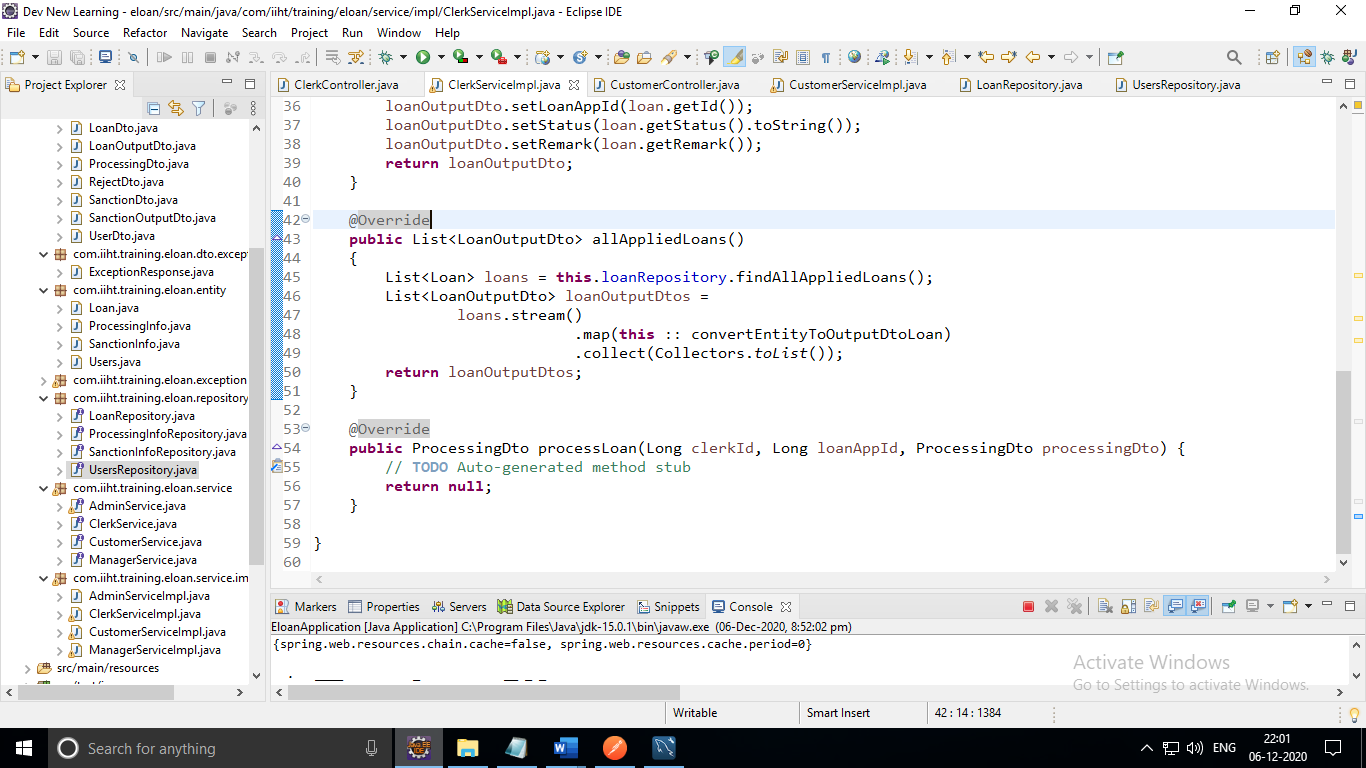 Dev New Learning - eloan/src/main/java/com/iiht/training/eloan/service/impl/ClerkServiceImpl.java - Eclipse IDE
File Edit Source Refactor Navigate Search Project Run Window Help
Project Explorer
LoanDto.java
LoanOutputDto.java
ProcessingDto.java
RejectDto.java
SanctionDto.java
SanctionOutputDto.java
UserDto.java
com.iiht.training.eloan.dto.excep
ExceptionResponse.java
com.iiht.training.eloan.entity
Loan.java
ProcessingInfo.java
SanctionInfo.java
Users.java
com.iiht.training.eloan.exception
com.iiht.training.eloan.repository
LoanRepository.java
ProcessingInfoRepository.java
SanctionInfoRepository.java
UsersRepository.java
com.iiht.training.eloan.service
AdminService.java
ClerkService.java
CustomerService.java
ManagerService.java
com.iiht.training.eloan.service.im
AdminServiceImpl.java
ClerkServiceImpl.java
CustomerServiceImpl.java
ManagerServiceImpl.java
src/main/resources
ClerkController.java ClerkServiceImpl.java CustomerController.java CustomerServiceImpl.java LoanRepository.java UsersRepository.java
36 loanOutputDto.setLoanAppId(loan.getId());
37 loanOutputDto.setStatus(loan.getStatus().toString());
38 loanOutputDto.setRemark(loan.getRemark());
39 return loanOutputDto;
40 }
41
42 @Override
43 public List<LoanOutputDto> allAppliedLoans()
44 {
45 List<Loan> loans = this.loanRepository.findAllAppliedLoans();
46 List<LoanOutputDto> loanOutputDtos =
47 loans.stream()
48 .map(this :: convertEntityToOutputDtoLoan)
49 .collect(Collectors.toList());
50 return loanOutputDtos;
51 }
52
53 @Override
54 public ProcessingDto processLoan(Long clerkId, Long loanAppId, ProcessingDto processingDto) {
55 // TODO Auto-generated method stub
56 return null;
57 }
58
59 }
60
Markers Properties Servers Data Source Explorer Snippets Console
EloanApplication [Java Application] C:\Program Files\Java\jdk-15.0.1\bin\javaw.exe (06-Dec-2020, 8:52:02 pm)
{spring.web.resources.chain.cache=false, spring.web.resources.cache.period=0}
. ____ _ __ _ _
Activate Windows
Go to Settings to activate Windows.
Writable Smart Insert 42 : 14 : 1384
Search for anything
ENG
22:01
06-12-2020